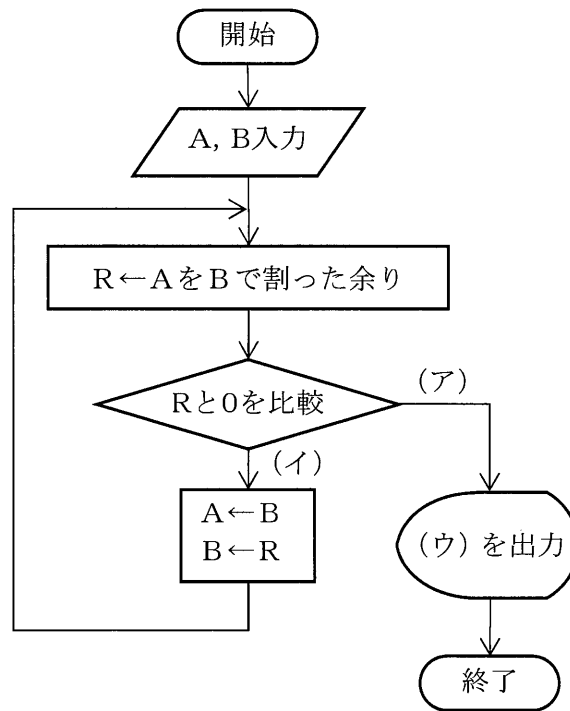 開始
A, B入力
R←AをBで割った余り
Rと0を比較
(ア)
(イ)
A←B
B←R
(ウ) を出力
終了